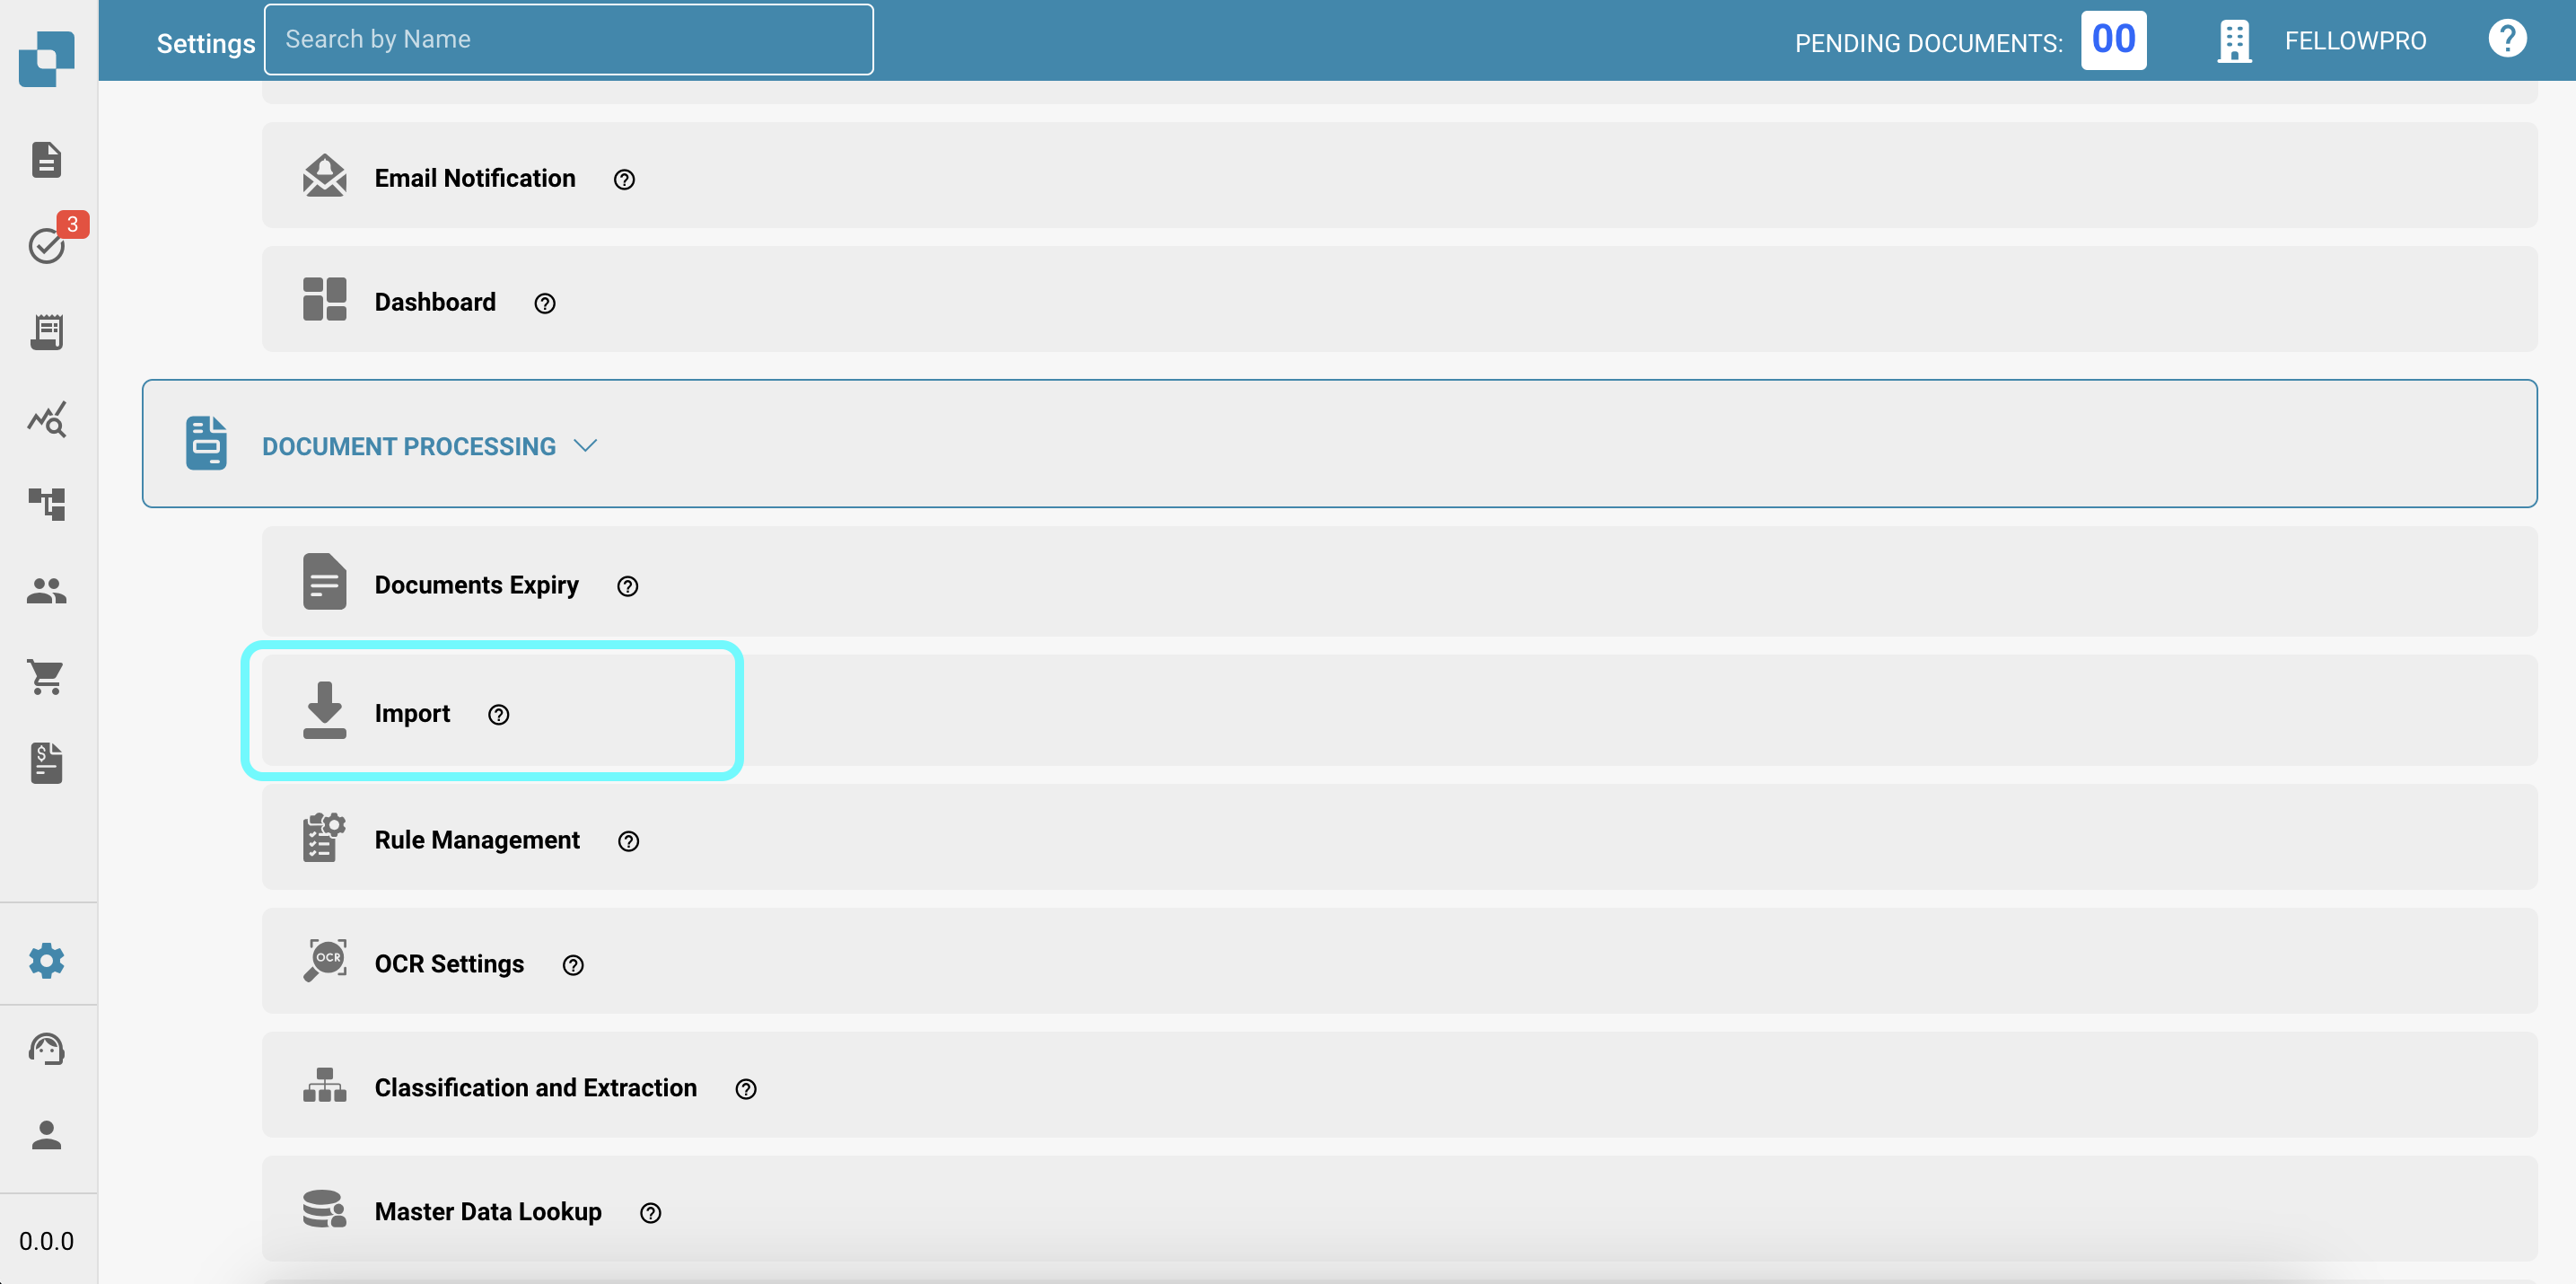 Settings
Search by Name
PENDING DOCUMENTS: 00
FELLOWPRO
3
Email Notification
Dashboard
DOCUMENT PROCESSING
Documents Expiry
Import
Rule Management
OCR
OCR Settings
Classification and Extraction
Master Data Lookup
0.0.0